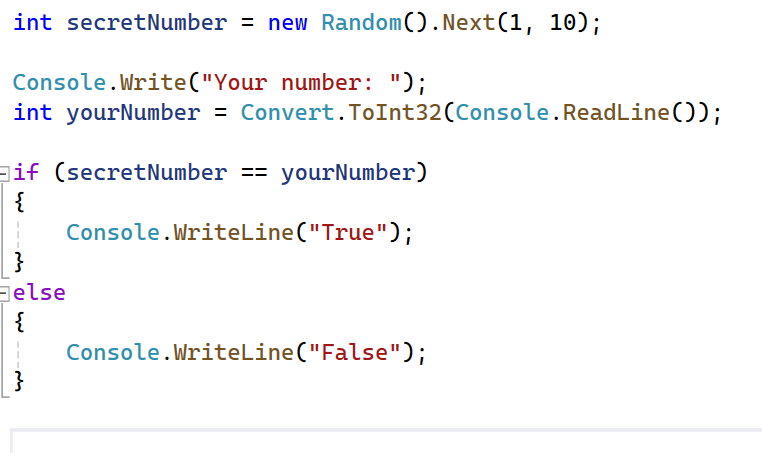 int secretNumber = new Random().Next(1, 10);
Console.Write("Your number: ");
int yourNumber = Convert.ToInt32(Console.ReadLine());
if (secretNumber == yourNumber)
{
Console.WriteLine("True");
}
else
{
Console.WriteLine("False");
}